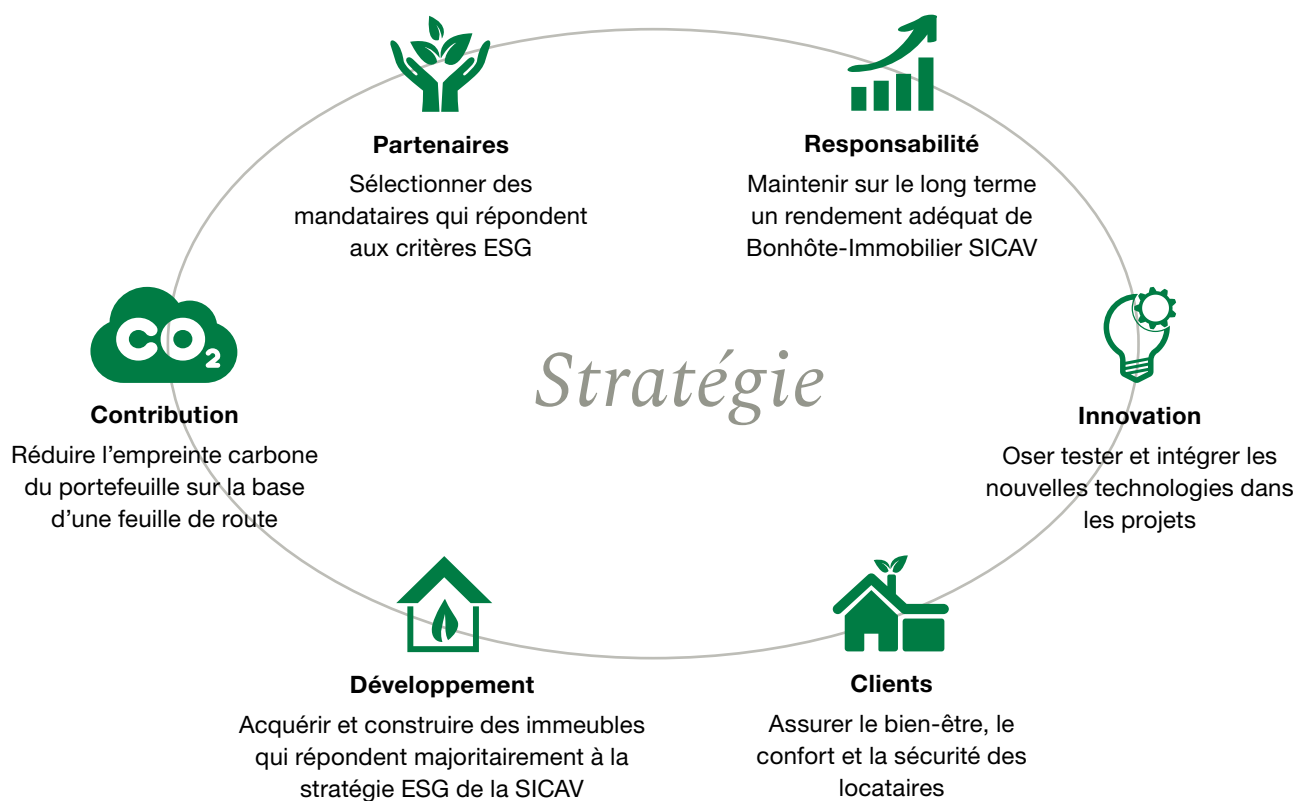 Partenaires
Sélectionner des
mandataires qui répondent
aux critères ESG
Responsabilité
Maintenir sur le long terme
un rendement adéquat de
Bonhôte-Immobilier SICAV
CO2
Contribution
Réduire l’empreinte carbone
du portefeuille sur la base
d’une feuille de route
Stratégie
Innovation
Oser tester et intégrer les
nouvelles technologies dans
les projets
Développement
Acquérir et construire des immeubles
qui répondent majoritairement à la
stratégie ESG de la SICAV
Clients
Assurer le bien-être, le
confort et la sécurité des
locataires